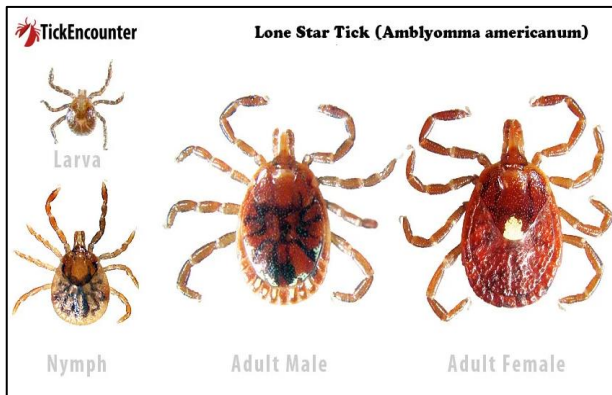 TickEncounter
Lone Star Tick (Amblyomma americanum)
Larva
Nymph
Adult Male
Adult Female